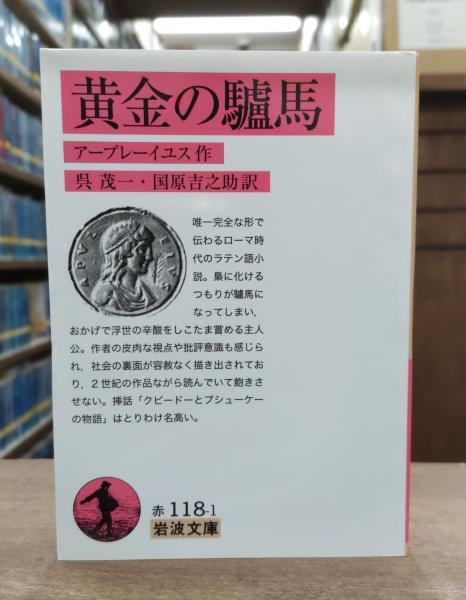 黄金の驢馬
アープレーイユス作
呉 茂一・国原吉之助訳
APV LEIVS
唯一完全な形で
伝わるローマ時
代のラテン語小
説。梟に化ける
つもりが驢馬に
なってしまい,
おかげで浮世の辛酸をしこたま嘗める主人
公。作者の皮肉な視点や批評意識も感じら
れ, 社会の裏面が容赦なく描き出されてお
り, 2世紀の作品ながら読んでいて飽きさ
せない。挿話「クピードーとプシューケー
の物語」はとりわけ名高い。
赤 118-1
岩波文庫